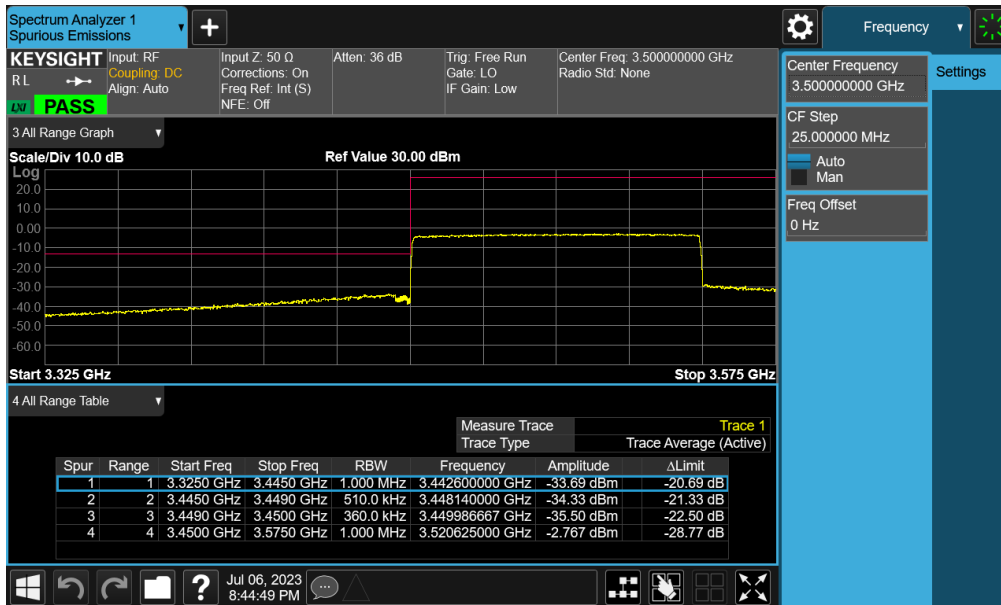 Spectrum Analyzer 1
Spurious Emissions
+
Frequency
KEYSIGHT
R L
LXI PASS
Input: RF
Coupling: DC
Align: Auto
Input Z: 50 Ω
Corrections: On
Freq Ref: Int (S)
NFE: Off
Atten: 36 dB
Trig: Free Run
Gate: LO
IF Gain: Low
Center Freq: 3.500000000 GHz
Radio Std: None
Center Frequency
3.500000000 GHz
Settings
CF Step
25.000000 MHz
Auto
Man
Freq Offset
0 Hz
3 All Range Graph
Scale/Div 10.0 dB Ref Value 30.00 dBm
Log
20.0
10.0
0.00
-10.0
-20.0
-30.0
-40.0
-50.0
-60.0
Start 3.325 GHz Stop 3.575 GHz
4 All Range Table
Measure Trace Trace 1
Trace Type Trace Average (Active)
Spur Range Start Freq Stop Freq RBW Frequency Amplitude ΔLimit
1 1 3.3250 GHz 3.4450 GHz 1.000 MHz 3.442600000 GHz -33.69 dBm -20.69 dB
2 2 3.4450 GHz 3.4490 GHz 510.0 kHz 3.448140000 GHz -34.33 dBm -21.33 dB
3 3 3.4490 GHz 3.4500 GHz 360.0 kHz 3.449986667 GHz -35.50 dBm -22.50 dB
4 4 3.4500 GHz 3.5750 GHz 1.000 MHz 3.520625000 GHz -2.767 dBm -28.77 dB
?
Jul 06, 2023
8:44:49 PM